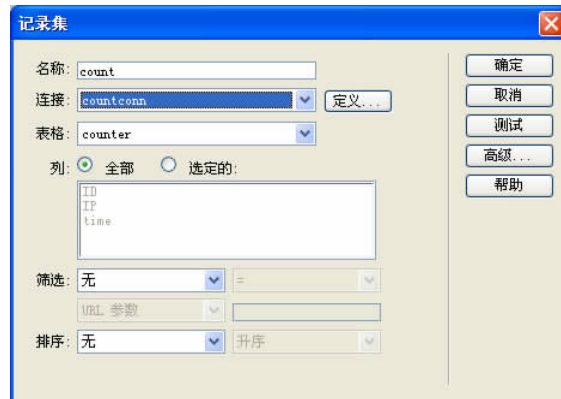 记录集
名称: count
确定
连接: countconn 定义...
取消
表格: counter
测试
列: 全部 选定的:
高级...
ID
帮助
IP
time
筛选: 无 =
URL 参数
排序: 无 升序